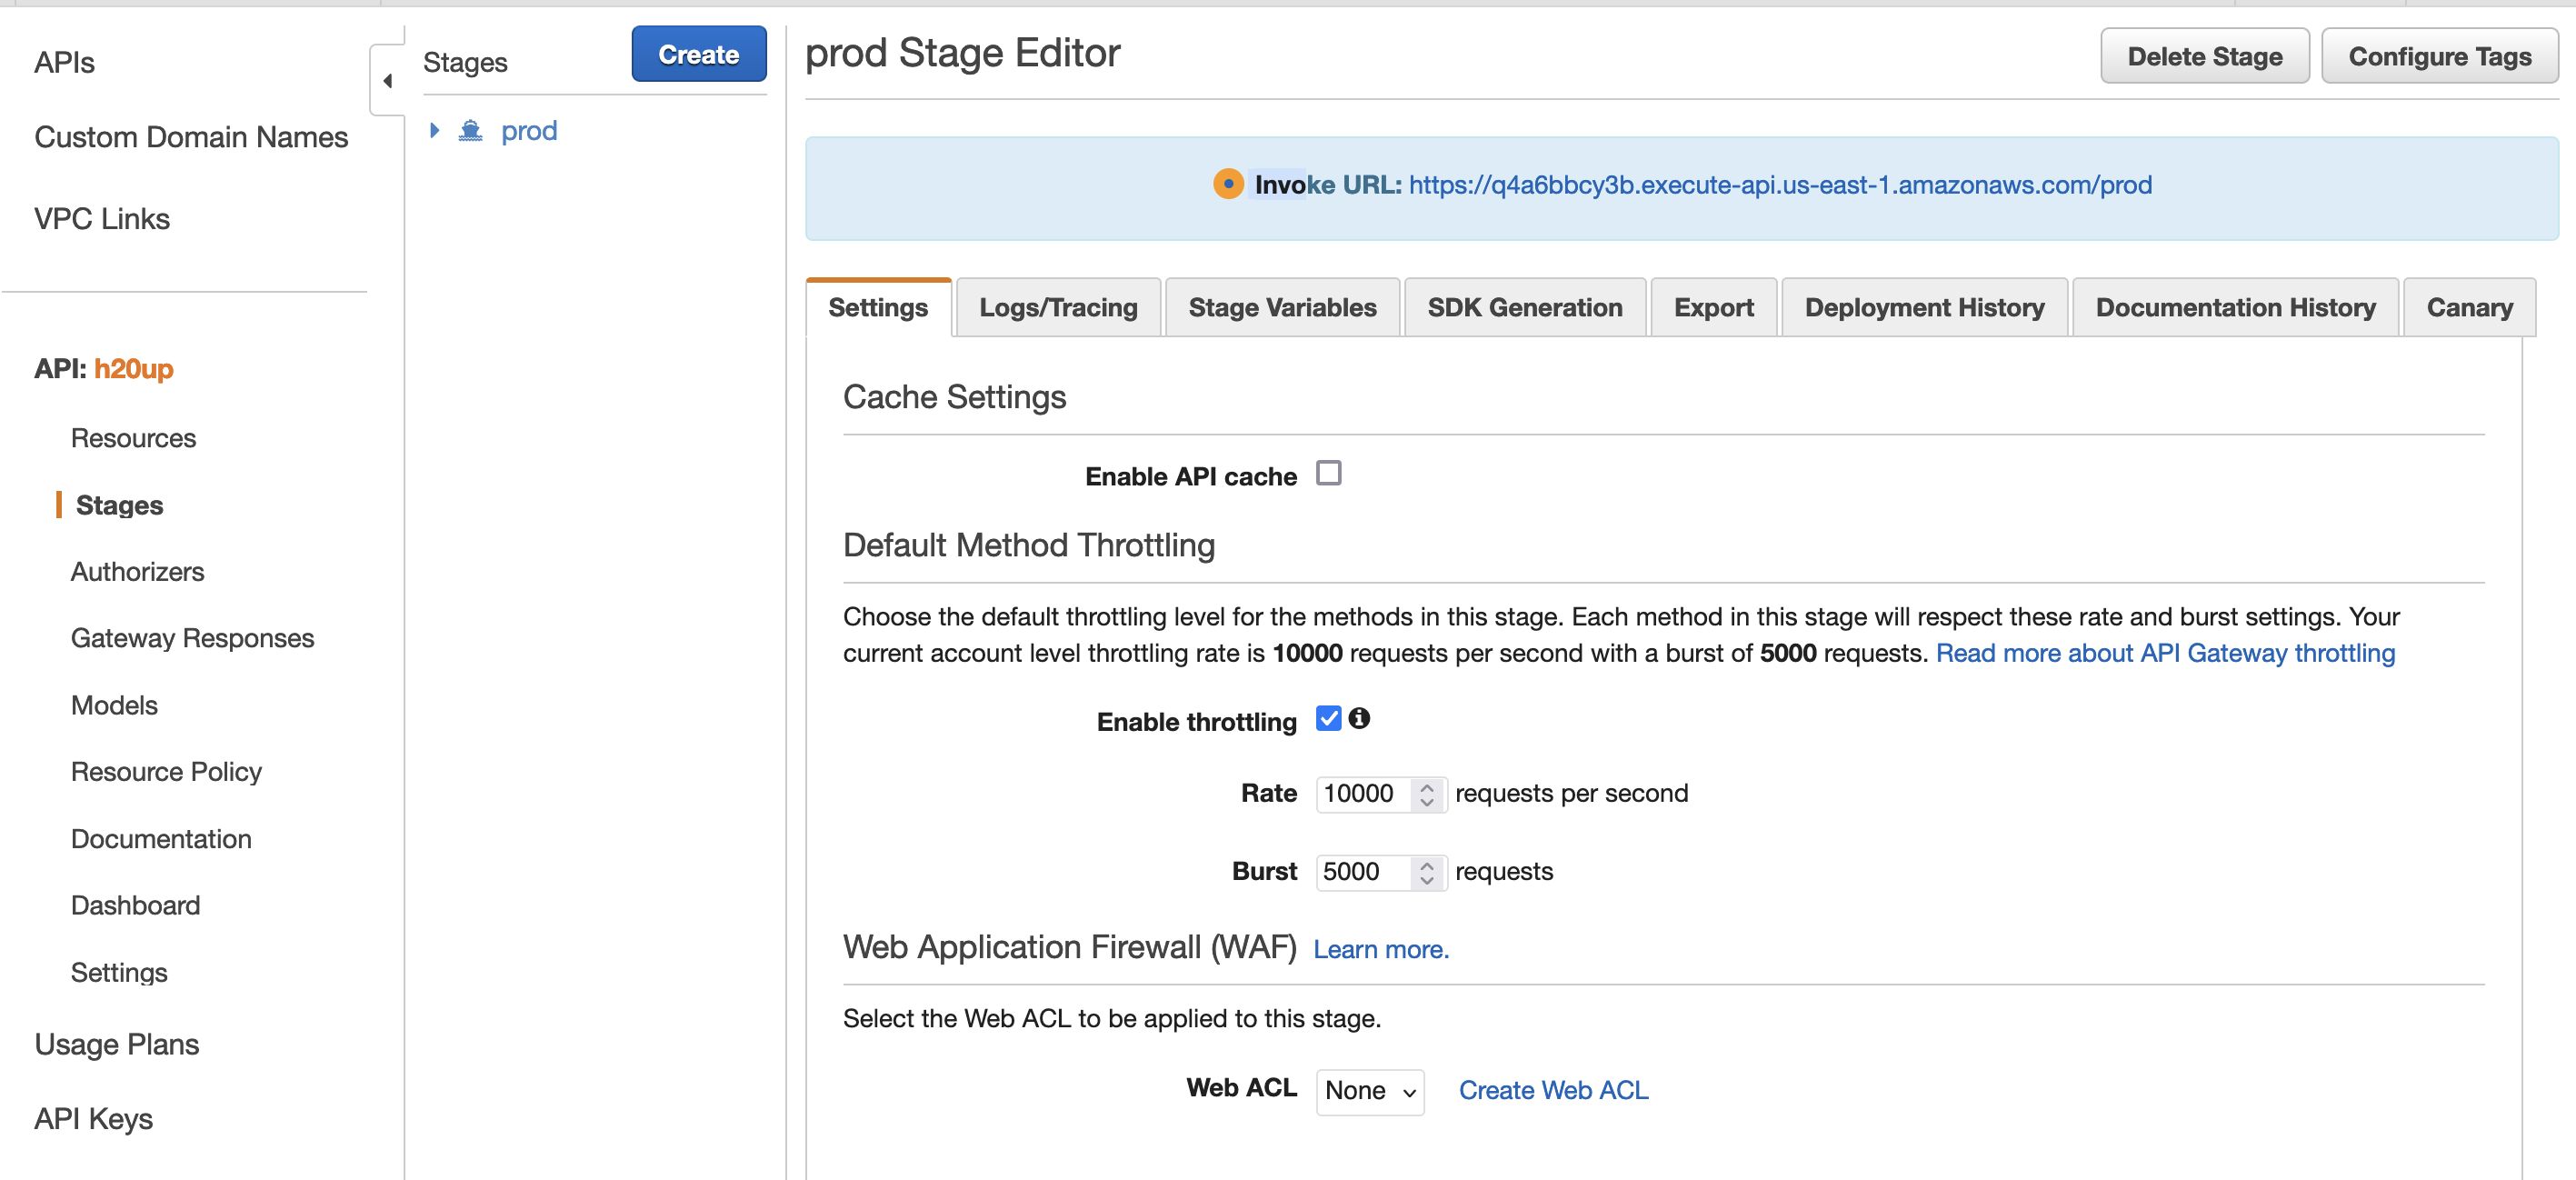 APIs
Custom Domain Names
VPC Links
API: h20up
Resources
Stages
Authorizers
Gateway Responses
Models
Resource Policy
Documentation
Dashboard
Settings
Usage Plans
API Keys
Stages
Create
prod
prod Stage Editor
Delete Stage
Configure Tags
Invoke URL: https://q4a6bbcy3b.execute-api.us-east-1.amazonaws.com/prod
Settings
Logs/Tracing
Stage Variables
SDK Generation
Export
Deployment History
Documentation History
Canary
Cache Settings
Enable API cache
Default Method Throttling
Choose the default throttling level for the methods in this stage. Each method in this stage will respect these rate and burst settings. Your
current account level throttling rate is 10000 requests per second with a burst of 5000 requests. Read more about API Gateway throttling
Enable throttling
Rate 10000 requests per second
Burst 5000 requests
Web Application Firewall (WAF) Learn more.
Select the Web ACL to be applied to this stage.
Web ACL None Create Web ACL